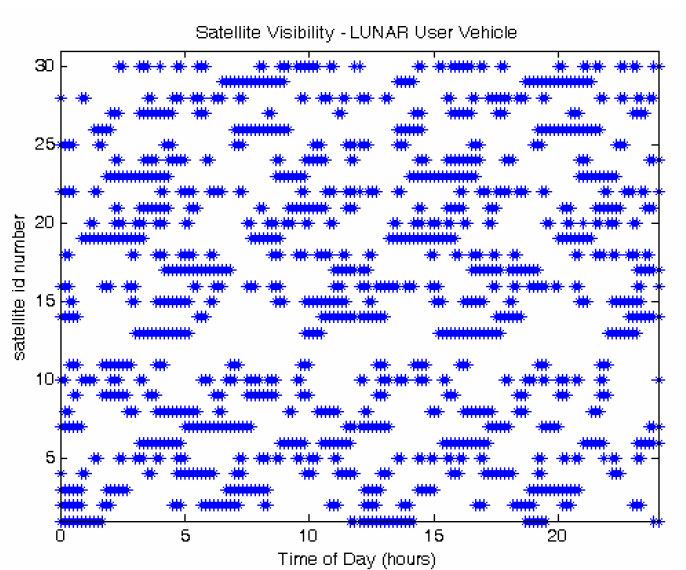 Satellite Visibility - LUNAR User Vehicle
30
25
20
15
10
5
satellite id number
0 5 10 15 20
Time of Day (hours)